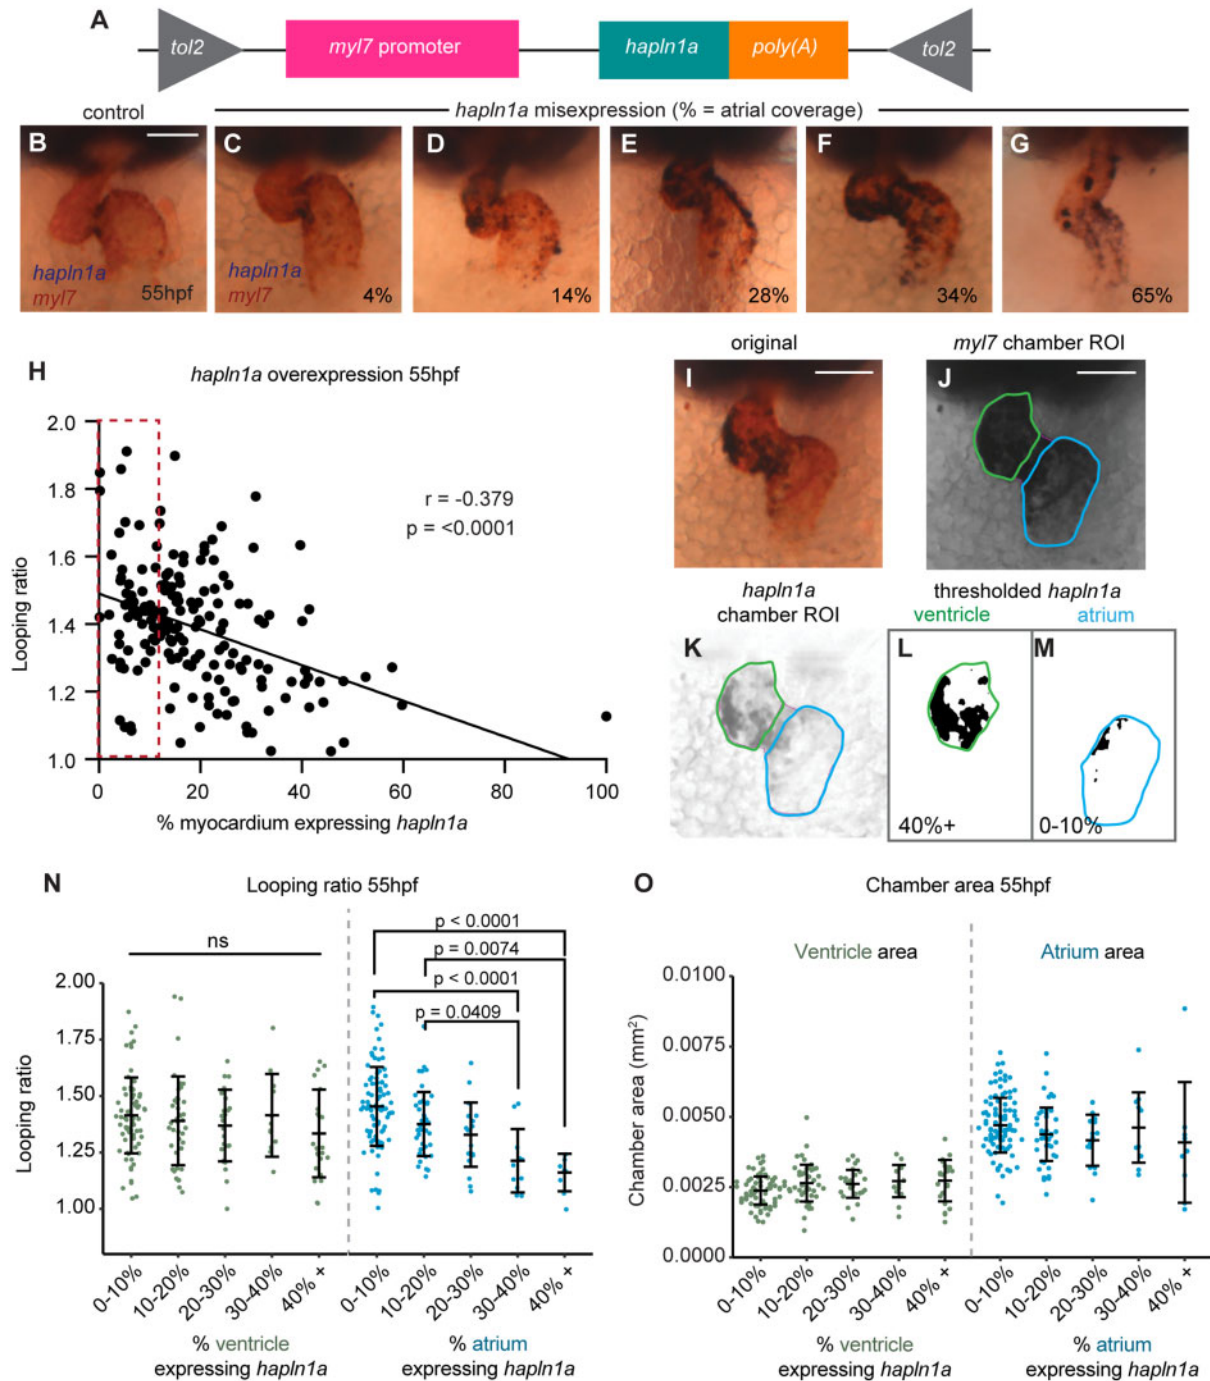 A
tol2
myl7 promoter
hapln1a
poly(A)
tol2
control
hapln1a misexpression (% = atrial coverage)
B
C
D
E
F
G
hapln1a
myl7
55hpf
hapln1a
myl7
4%
14%
28%
34%
65%
H
hapln1a overexpression 55hpf
r = -0.379
p = <0.0001
Looping ratio
2.0
1.8
1.6
1.4
1.2
1.0
0
20
40
60
80
100
% myocardium expressing hapln1a
original
I
myl7 chamber ROI
J
hapln1a
chamber ROI
K
thresholded hapln1a
ventricle
atrium
L
M
40%+
0-10%
N
Looping ratio 55hpf
ns
p < 0.0001
p = 0.0074
p < 0.0001
p = 0.0409
Looping ratio
2.00
1.75
1.50
1.25
1.00
0-10%
10-20%
20-30%
30-40%
40% +
0-10%
10-20%
20-30%
30-40%
40% +
% ventricle
expressing hapln1a
% atrium
expressing hapln1a
O
Chamber area 55hpf
Ventricle area
Atrium area
Chamber area (mm²)
0.0100
0.0075
0.0050
0.0025
0.0000
0-10%
10-20%
20-30%
30-40%
40% +
0-10%
10-20%
20-30%
30-40%
40% +
% ventricle
expressing hapln1a
% atrium
expressing hapln1a